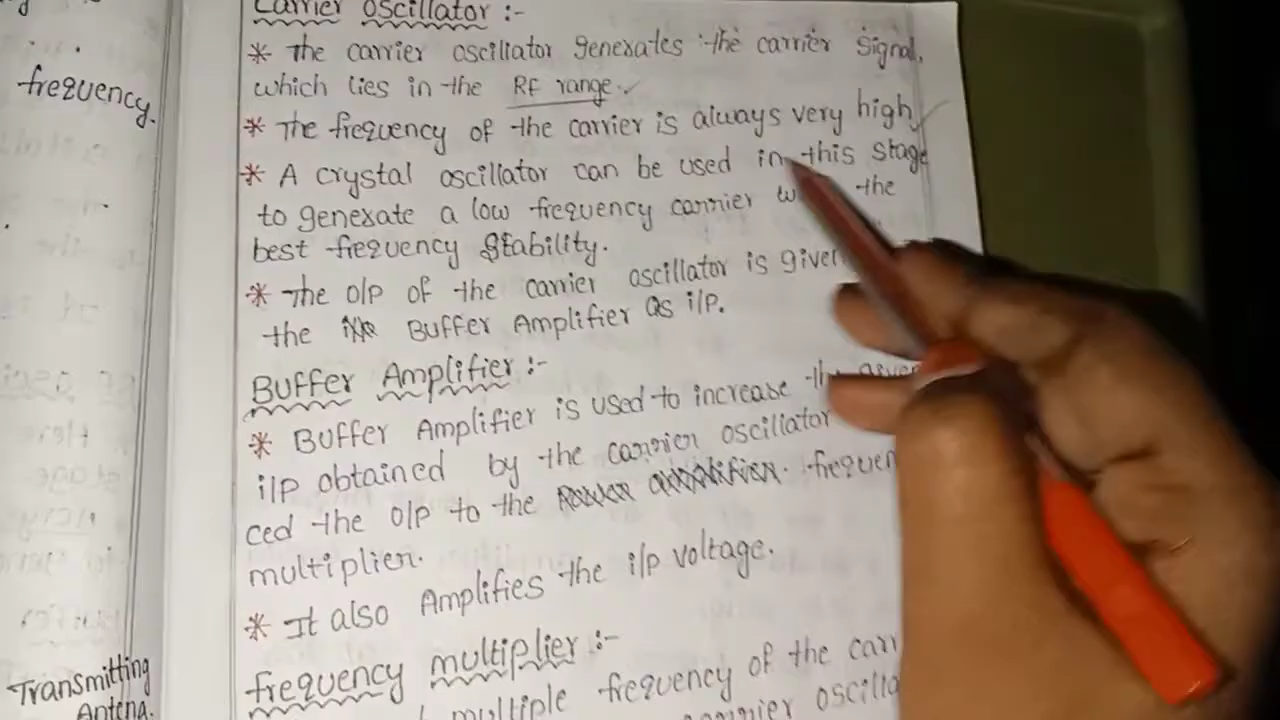 frequency.
Transmitting
Antena.
Carrier Oscillator :-
* The carrier oscillator generates the carrier signal,
which lies in the RF range.
* The frequency of the carrier is always very high
* A crystal oscillator can be used in this stage
to generate a low frequency carrier the
best frequency stability.
* The O/P of the carrier oscillator is given
the Buffer Amplifier as i/p.
Buffer Amplifier :-
* Buffer Amplifier is used to increase the
i/p obtained by the carrier oscillator
ced the O/P to the frequen
multiplier.
* It also Amplifies the i/p voltage.
frequency multiplier :-
multiple frequency of the carr
carrier oscilla